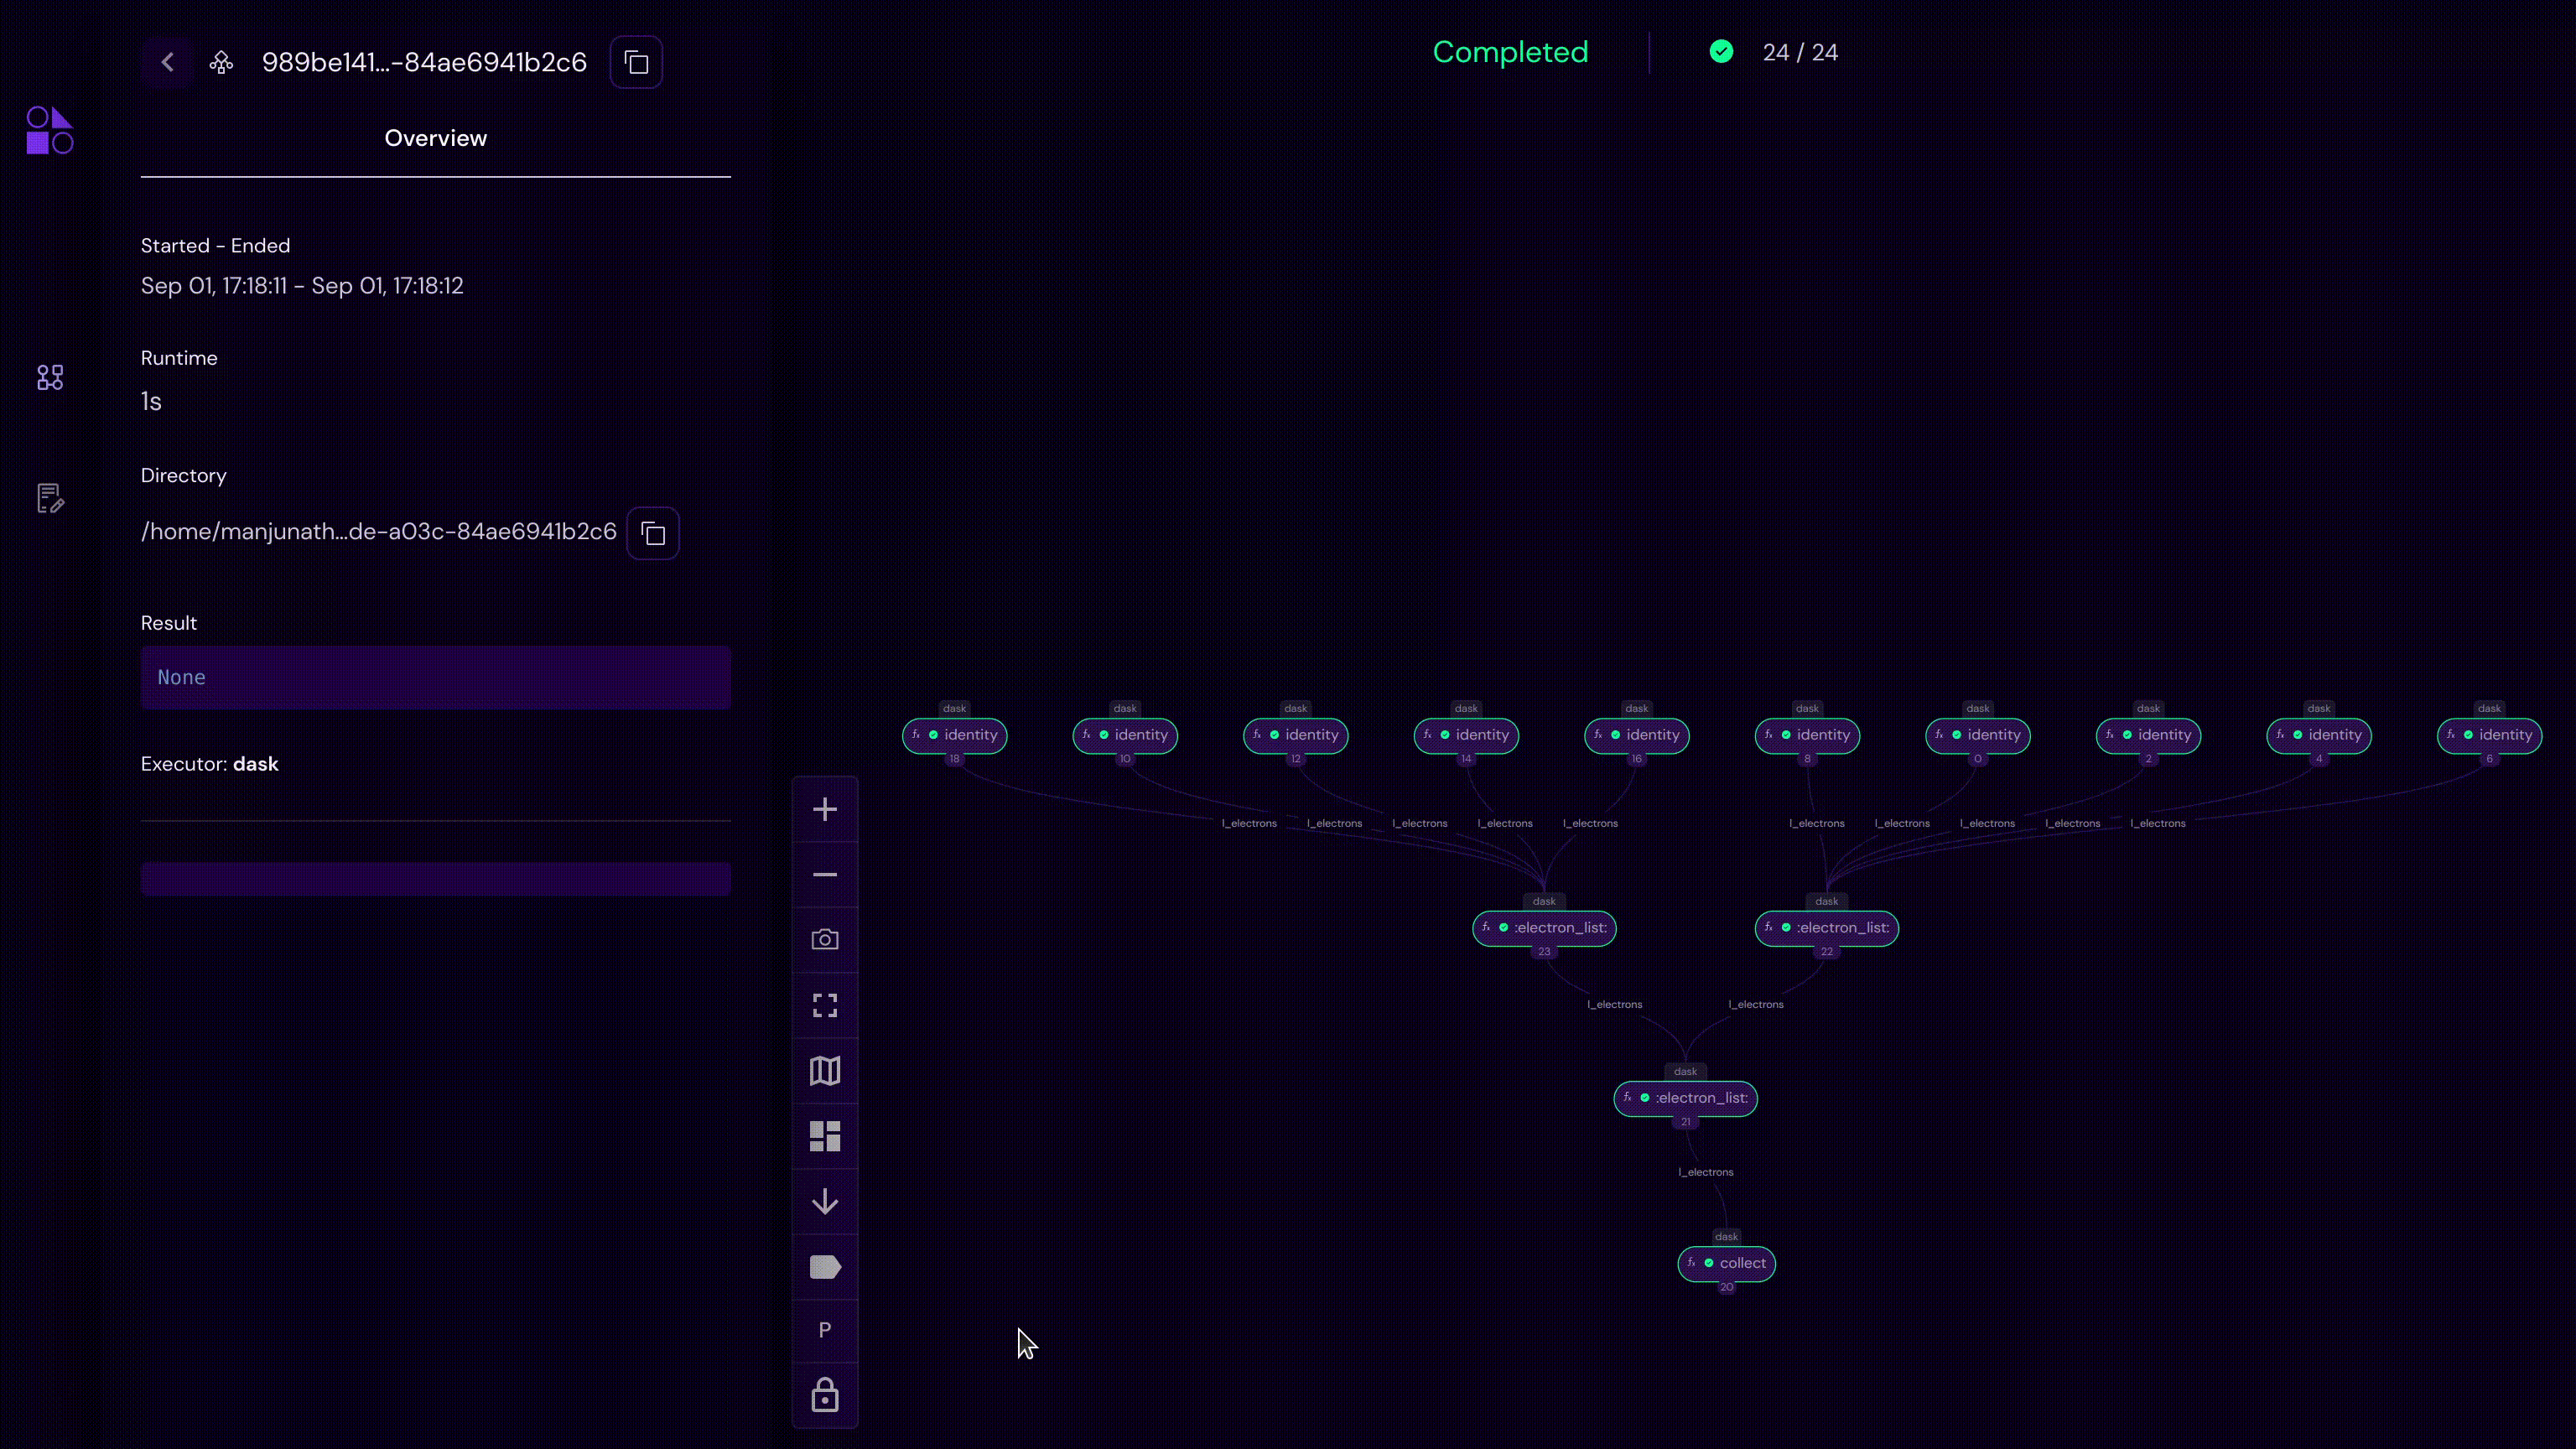 989be141...-84ae6941b2c6
Completed
24 / 24
Overview
Started - Ended
Sep 01, 17:18:11 - Sep 01, 17:18:12
Runtime
1s
Directory
/home/manjunath...de-a03c-84ae6941b2c6
Result
None
Executor: dask
P
dask dask dask dask dask dask dask dask dask dask
identity identity identity identity identity identity identity identity identity identity
18 10 12 14 16 8 0 2 4 6
l_electrons l_electrons l_electrons l_electrons l_electrons l_electrons l_electrons l_electrons l_electrons l_electrons
dask dask
:electron_list: :electron_list:
23 22
l_electrons l_electrons
dask
:electron_list:
21
l_electrons
dask
collect
20